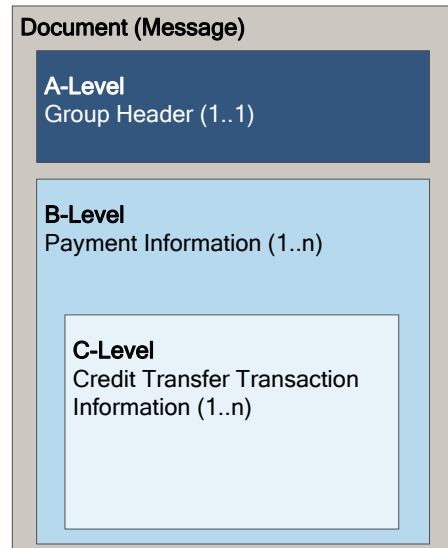 Document (Message)
A-Level
Group Header (1..1)
B-Level
Payment Information (1..n)
C-Level
Credit Transfer Transaction
Information (1..n)